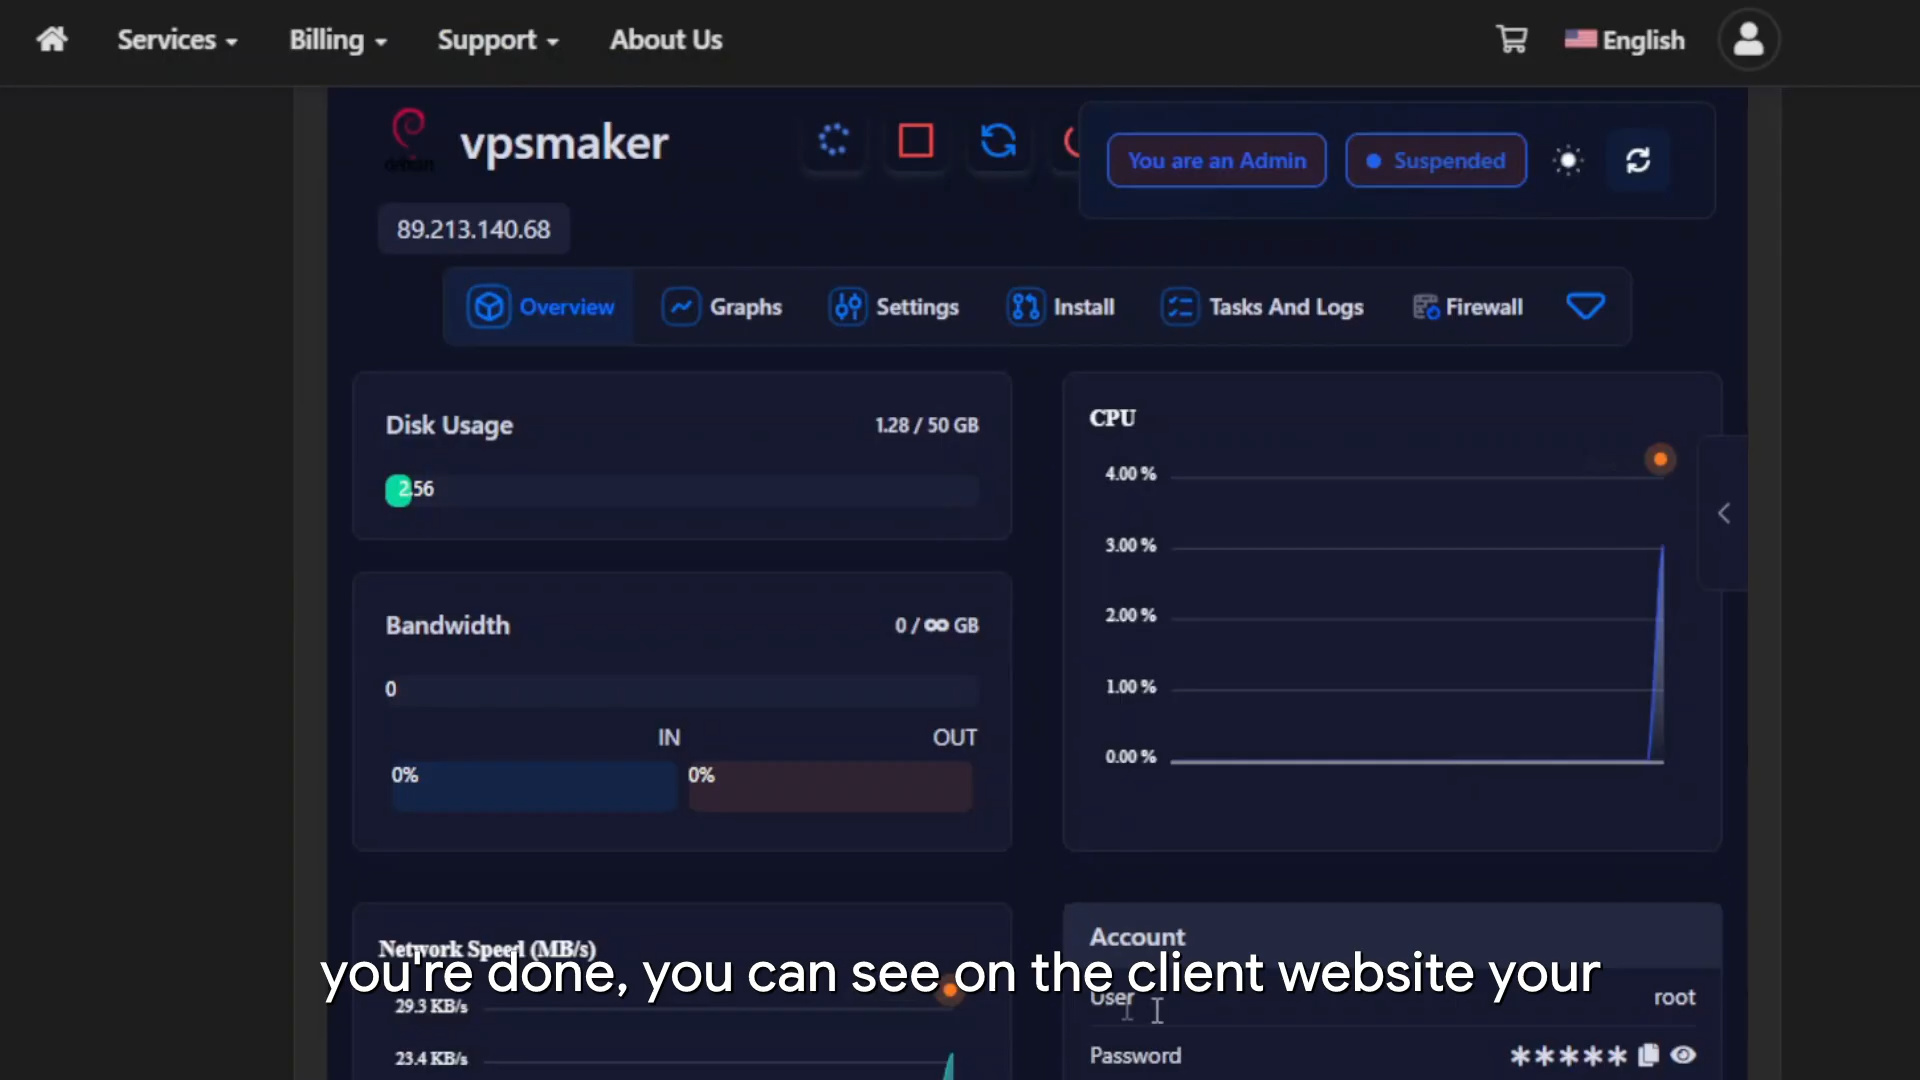 Services Billing Support About Us English
debian vpsmaker You are an Admin Suspended
89.213.140.68
Overview Graphs Settings Install Tasks And Logs Firewall
Disk Usage 1.28 / 50 GB
2.56
Bandwidth 0 / ∞ GB
0
IN OUT
0% 0%
CPU
4.00 %
3.00 %
2.00 %
1.00 %
0.00 %
Network Speed (MB/s)
29.3 KB/s
23.4 KB/s
Account
User root
Password *****
you're done, you can see on the client website your